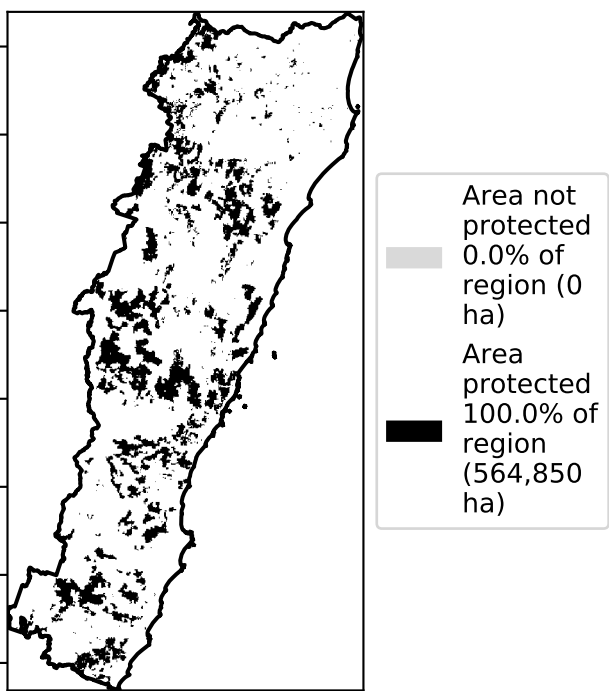 Area not
protected
0.0% of
region (0
ha)
Area
protected
100.0% of
region
(564,850
ha)